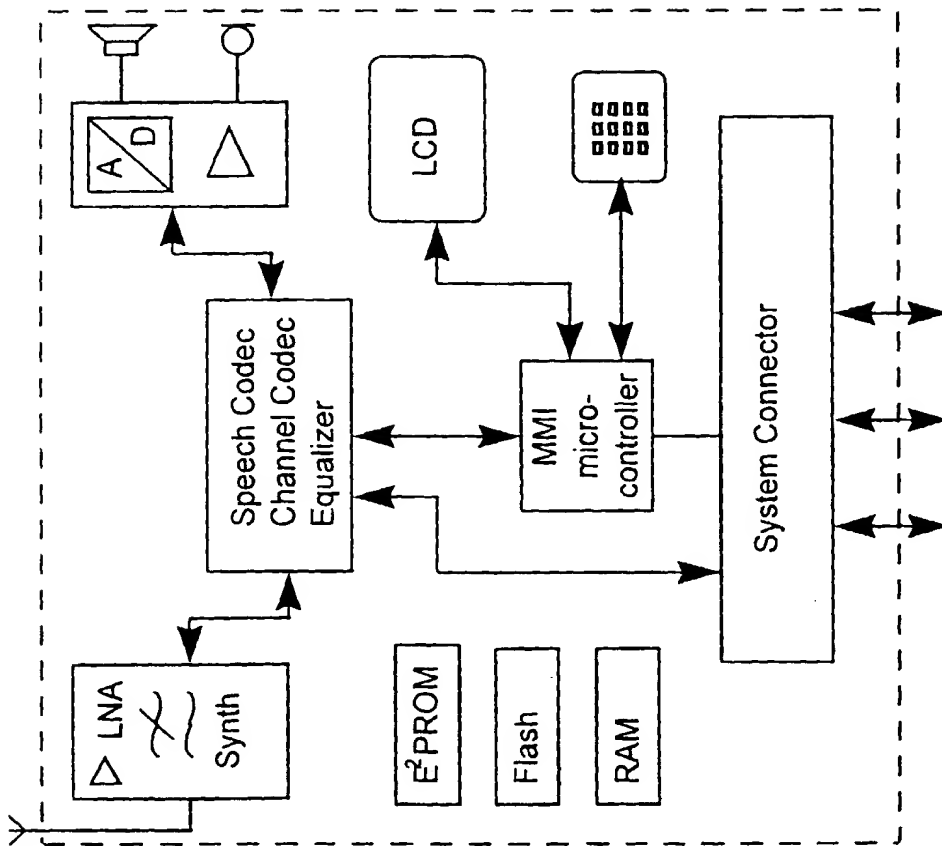 LNA
Synth
A
D
Speech Codec
Channel Codec
Equalizer
E²PROM
Flash
RAM
MMI
micro-
controller
LCD
System Connector